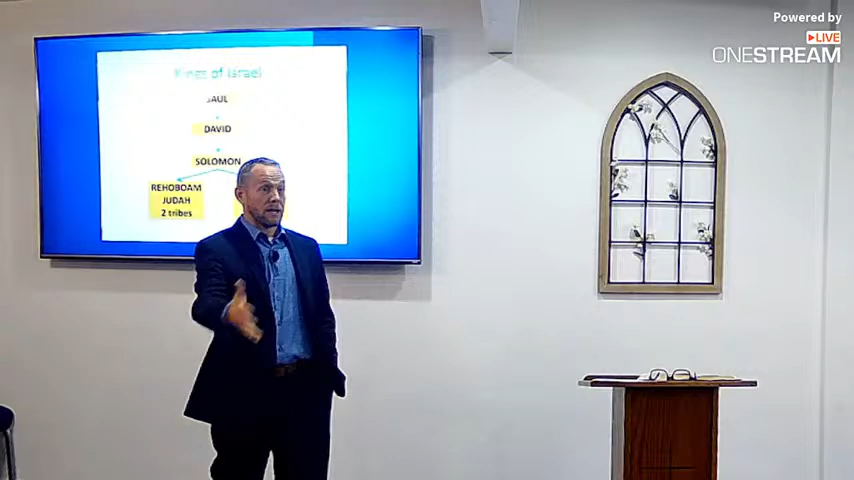 Powered by
LIVE
ONESTREAM
Kings of Israel
SAUL
DAVID
SOLOMON
REHOBOAM
JUDAH
2 tribes